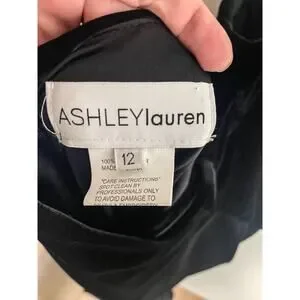 ASHLEYlauren
12
100%
MADE
"CARE INSTRUCTIONS"
SPOT CLEAN BY
PROFESSIONALS ONLY
TO AVOID DAMAGE TO